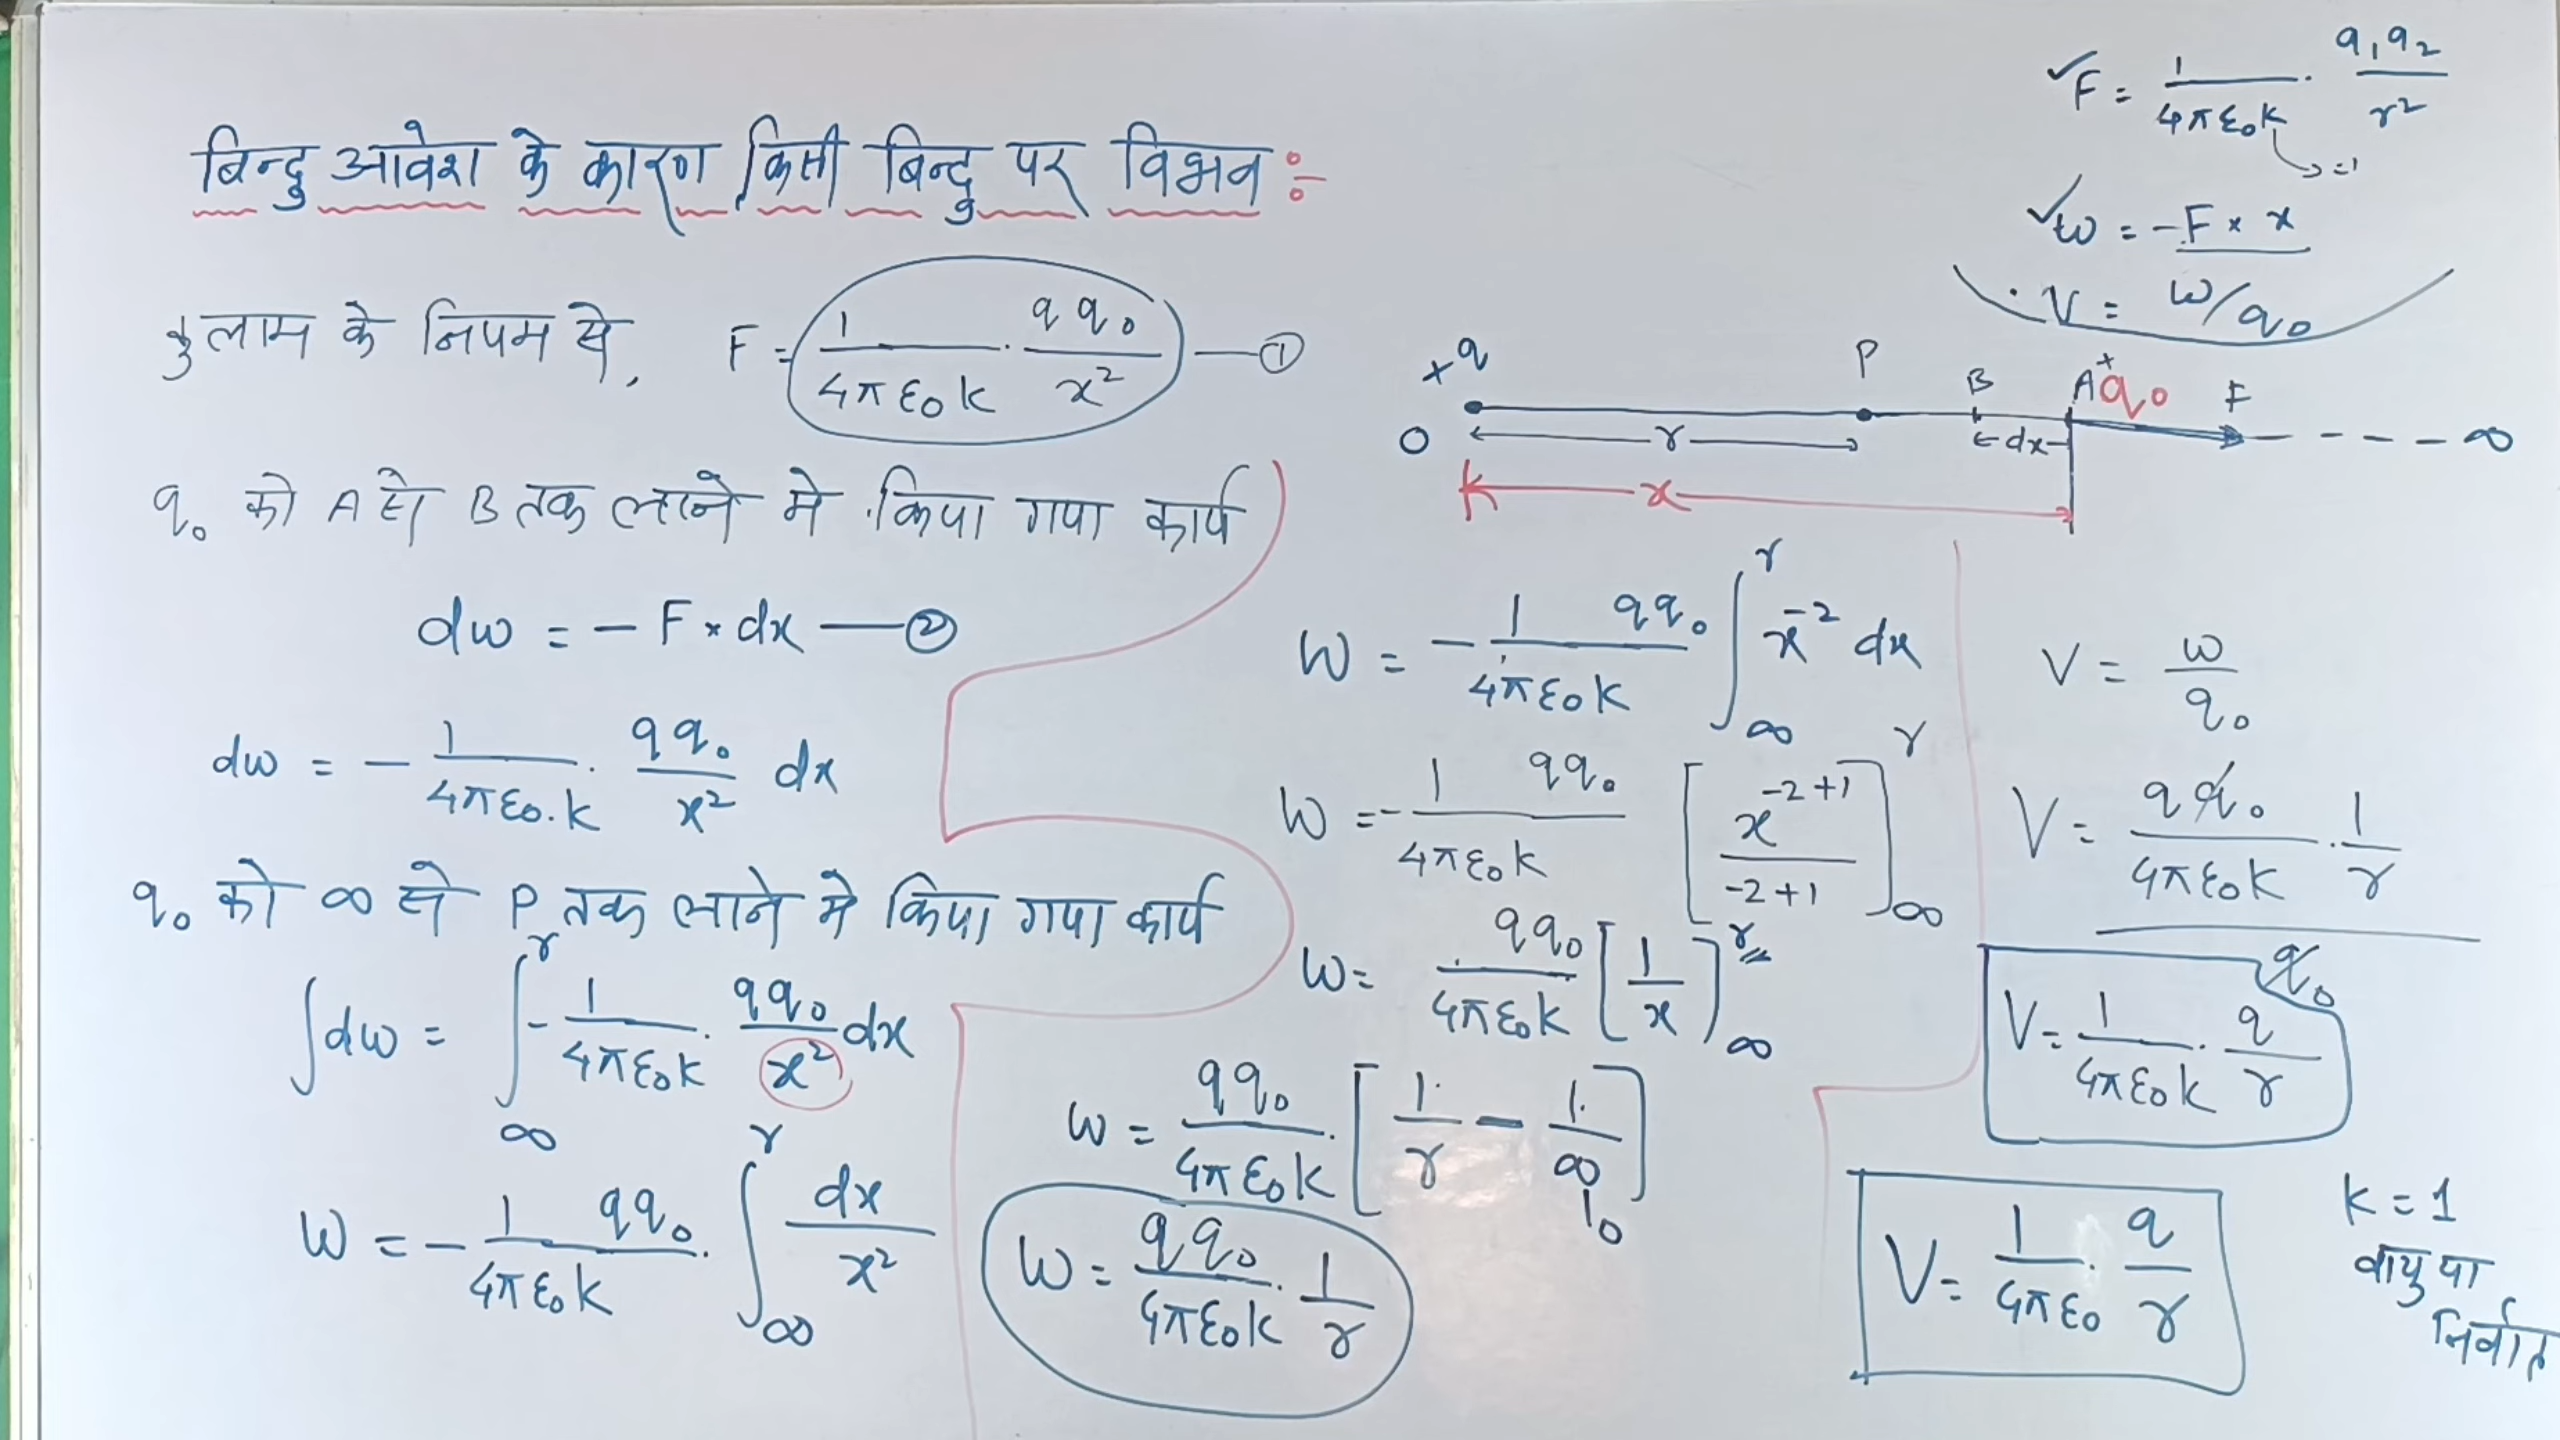 बिन्दु आवेश के कारण किसी बिन्दु पर विभव ÷
कुलाम के नियम से, F = 1/4πε₀k · qq₀/x² —①
q₀ को A से B तक लाने मे किया गया कार्य
dw = - F × dx —②
dw = - 1/4πε₀.k · qq₀/x² dx
q₀ को ∞ से P तक लाने मे किया गया कार्य
∫dw = ∫∞^r - 1/4πε₀k · qq₀/x² dx
W = - 1 qq₀/4πε₀k · ∫∞^r dx/x²
✓F = 1/4πε₀k · q₁q₂/r²
→ =1
✓W = -F × x
V = W/q₀
+q P B A +q₀ F
O r dx ∞
x
W = - 1 qq₀/4πε₀k ∫∞^r x⁻² dx
W = - 1 qq₀/4πε₀k [x⁻²⁺¹/-2+1]∞^r
W = qq₀/4πε₀k [1/x]∞^r
W = qq₀/4πε₀k · [1/r - 1/∞]
0
W = qq₀/4πε₀k · 1/r
V = W/q₀
V = qq₀/4πε₀k · 1/r
q₀
V = 1/4πε₀k · q/r
V = 1/4πε₀ · q/r
k = 1
वायु या
निर्वात